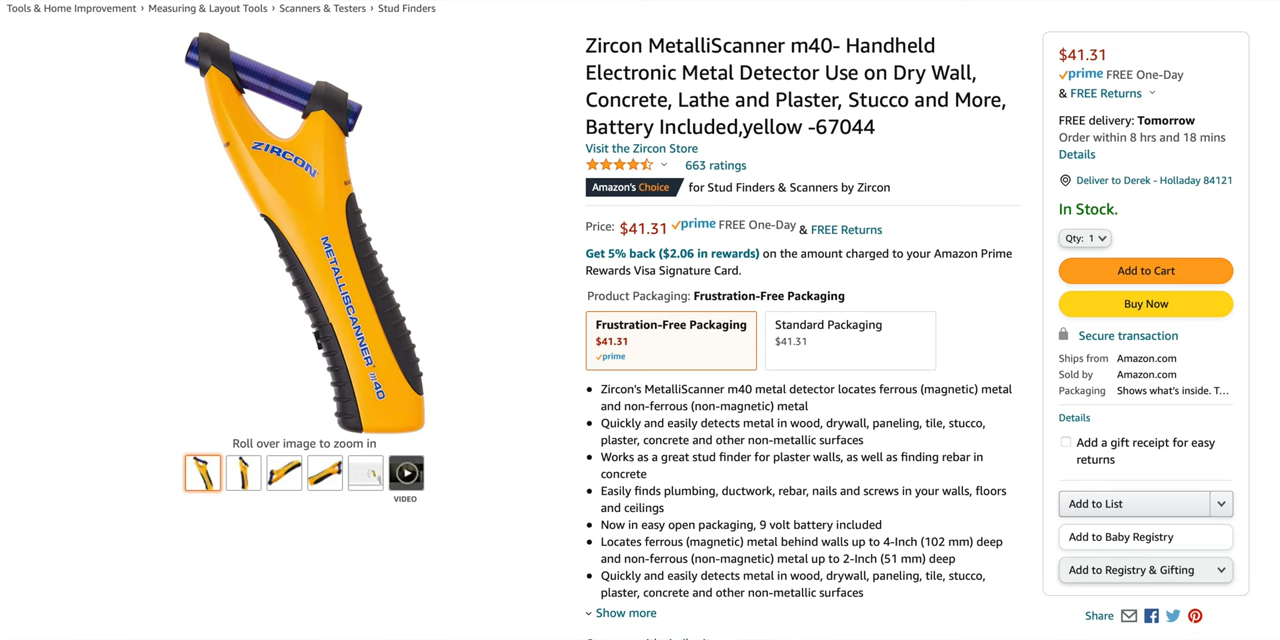 Tools & Home Improvement › Measuring & Layout Tools › Scanners & Testers › Stud Finders
ZIRCON
METALLISCANNER m40
Roll over image to zoom in
VIDEO
Zircon MetalliScanner m40- Handheld
Electronic Metal Detector Use on Dry Wall,
Concrete, Lathe and Plaster, Stucco and More,
Battery Included,yellow -67044
Visit the Zircon Store
663 ratings
Amazon's Choice for Stud Finders & Scanners by Zircon
Price: $41.31 prime FREE One-Day & FREE Returns
Get 5% back ($2.06 in rewards) on the amount charged to your Amazon Prime
Rewards Visa Signature Card.
Product Packaging: Frustration-Free Packaging
Frustration-Free Packaging
$41.31
prime
Standard Packaging
$41.31
• Zircon's MetalliScanner m40 metal detector locates ferrous (magnetic) metal
and non-ferrous (non-magnetic) metal
• Quickly and easily detects metal in wood, drywall, paneling, tile, stucco,
plaster, concrete and other non-metallic surfaces
• Works as a great stud finder for plaster walls, as well as finding rebar in
concrete
• Easily finds plumbing, ductwork, rebar, nails and screws in your walls, floors
and ceilings
• Now in easy open packaging, 9 volt battery included
• Locates ferrous (magnetic) metal behind walls up to 4-Inch (102 mm) deep
and non-ferrous (non-magnetic) metal up to 2-Inch (51 mm) deep
• Quickly and easily detects metal in wood, drywall, paneling, tile, stucco,
plaster, concrete and other non-metallic surfaces
Show more
$41.31
prime FREE One-Day
& FREE Returns
FREE delivery: Tomorrow
Order within 8 hrs and 18 mins
Details
Deliver to Derek - Holladay 84121
In Stock.
Qty: 1
Add to Cart
Buy Now
Secure transaction
Ships from Amazon.com
Sold by Amazon.com
Packaging Shows what's inside. T...
Details
Add a gift receipt for easy
returns
Add to List
Add to Baby Registry
Add to Registry & Gifting
Share